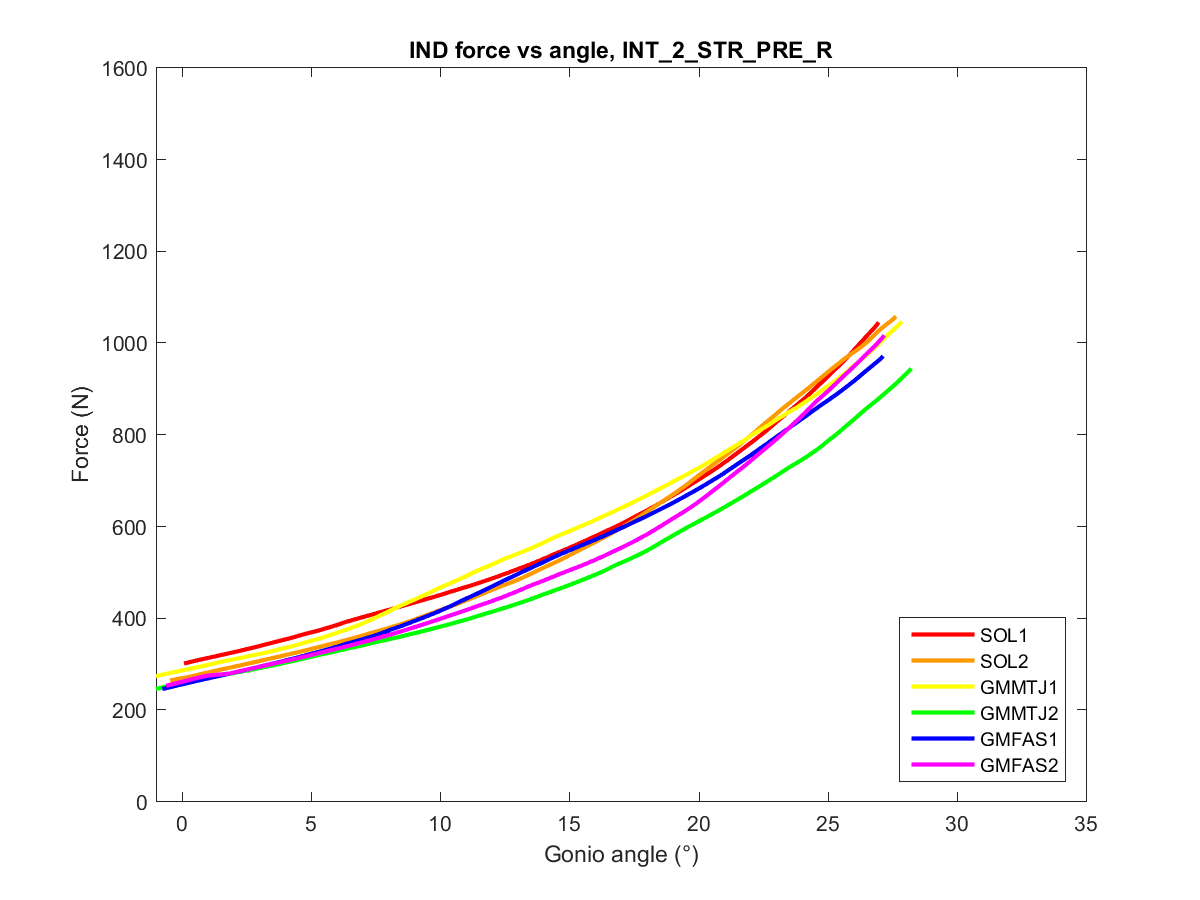 IND force vs angle, INT_2_STR_PRE_R
1600
1400
1200
1000
800
600
400
200
0
Force (N)
0 5 10 15 20 25 30 35
Gonio angle (°)
SOL1
SOL2
GMMTJ1
GMMTJ2
GMFAS1
GMFAS2